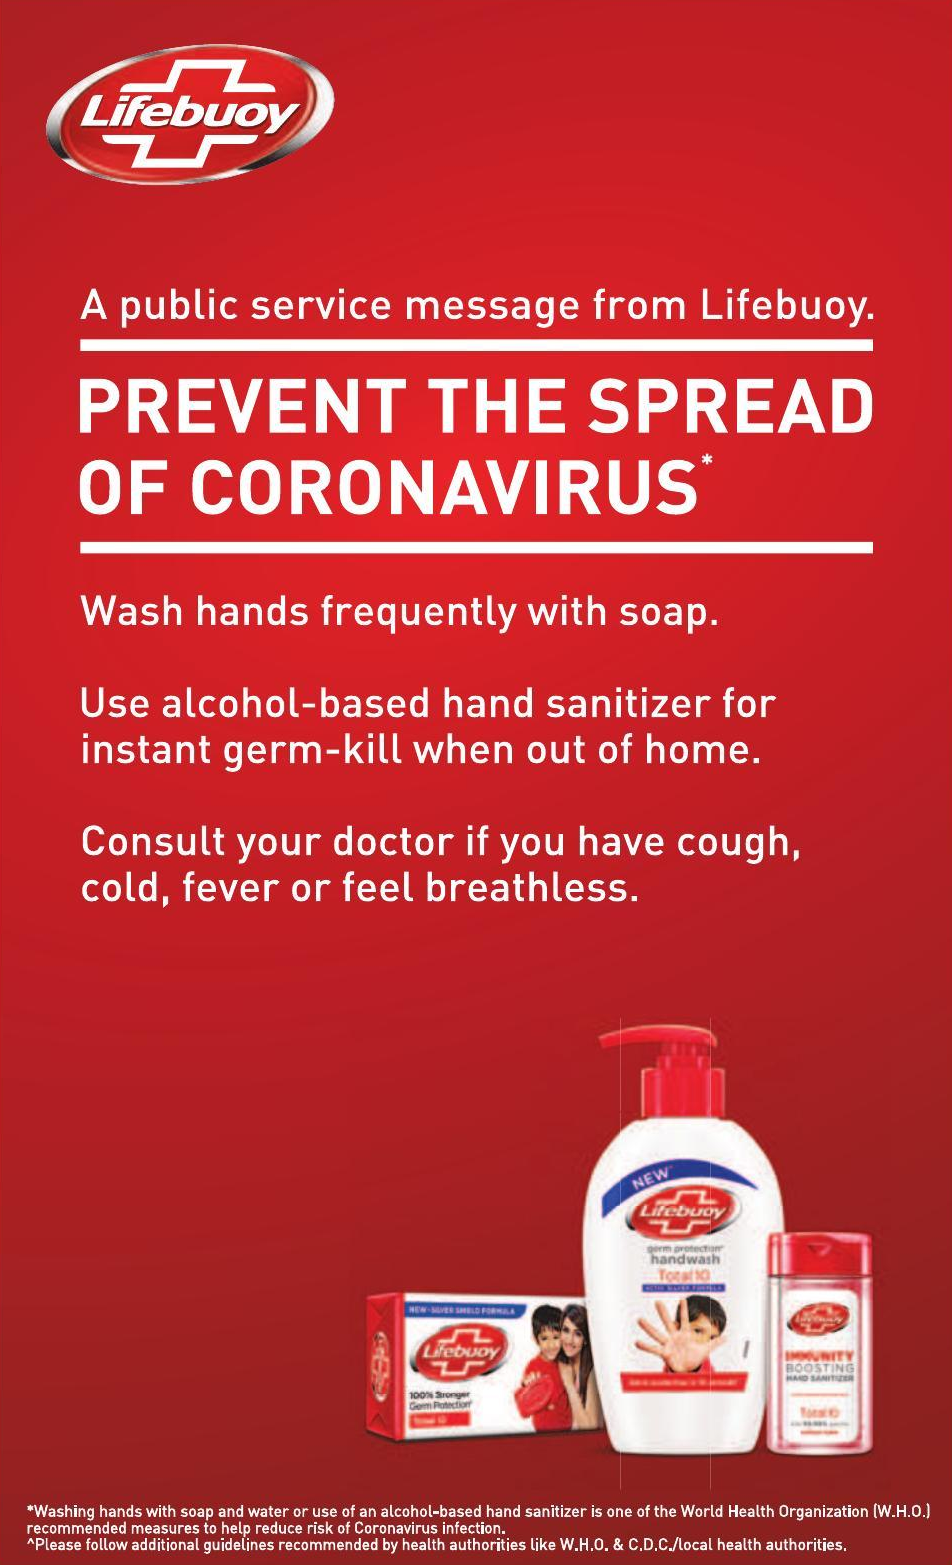 Lifebuoy
A public service message from Lifebuoy.
PREVENT THE SPREAD
OF CORONAVIRUS*
Wash hands frequently with soap.
Use alcohol-based hand sanitizer for
instant germ-kill when out of home.
Consult your doctor if you have cough,
cold, fever or feel breathless.
NEW
Lifebuoy
germ protection
handwash
Total 10
NEW-SILVER SHIELD FORMULA
Lifebuoy
100% Stronger
Germ Protection
Total 10
Lifebuoy
IMMUNITY
BOOSTING
HAND SANITIZER
Total 10
*Washing hands with soap and water or use of an alcohol-based hand sanitizer is one of the World Health Organization (W.H.O.)
recommended measures to help reduce risk of Coronavirus infection.
^Please follow additional guidelines recommended by health authorities like W.H.O. & C.D.C./local health authorities.